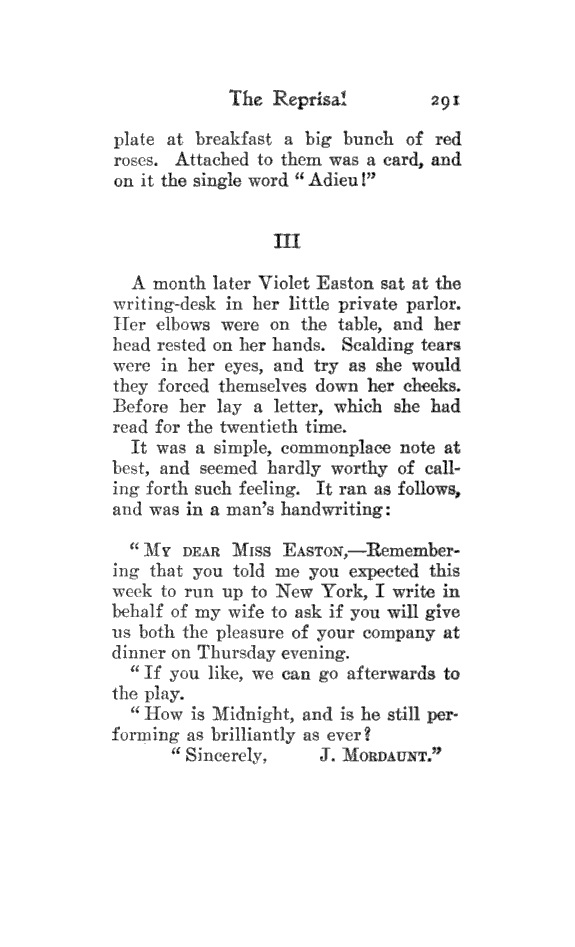 The Reprisal 291
plate at breakfast a big bunch of red
roses. Attached to them was a card, and
on it the single word “Adieu!”
III
A month later Violet Easton sat at the
writing-desk in her little private parlor.
Her elbows were on the table, and her
head rested on her hands. Scalding tears
were in her eyes, and try as she would
they forced themselves down her cheeks.
Before her lay a letter, which she had
read for the twentieth time.
It was a simple, commonplace note at
best, and seemed hardly worthy of call-
ing forth such feeling. It ran as follows,
and was in a man’s handwriting:
“My dear Miss Easton,—Remember-
ing that you told me you expected this
week to run up to New York, I write in
behalf of my wife to ask if you will give
us both the pleasure of your company at
dinner on Thursday evening.
“If you like, we can go afterwards to
the play.
“How is Midnight, and is he still per-
forming as brilliantly as ever?
“Sincerely, J. Mordaunt.”